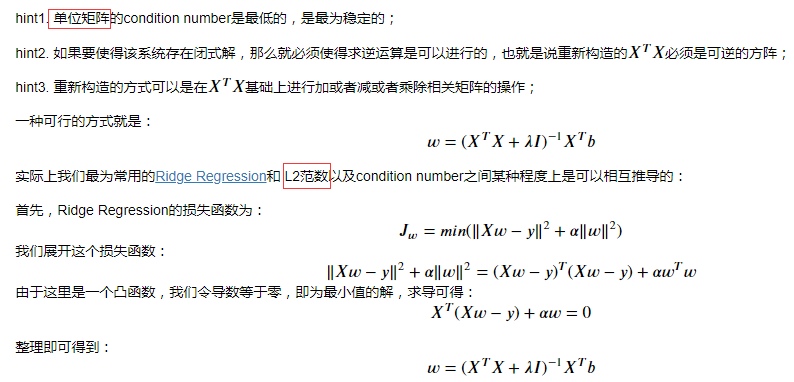 hint1. 单位矩阵的condition number是最低的，是最为稳定的；
hint2. 如果要使得该系统存在闭式解，那么就必须使得求逆运算是可以进行的，也就是说重新构造的XᵀX必须是可逆的方阵；
hint3. 重新构造的方式可以是在XᵀX基础上进行加或者减或者乘除相关矩阵的操作；
一种可行的方式就是：
w = (XᵀX + λI)⁻¹Xᵀb
实际上我们最为常用的Ridge Regression和 L2范数以及condition number之间某种程度上是可以相互推导的：
首先，Ridge Regression的损失函数为：
J_w = min(‖Xw − y‖² + α‖w‖²)
我们展开这个损失函数：
‖Xw − y‖² + α‖w‖² = (Xw − y)ᵀ(Xw − y) + αwᵀw
由于这里是一个凸函数，我们令导数等于零，即为最小值的解，求导可得：
Xᵀ(Xw − y) + αw = 0
整理即可得到：
w = (XᵀX + λI)⁻¹Xᵀb